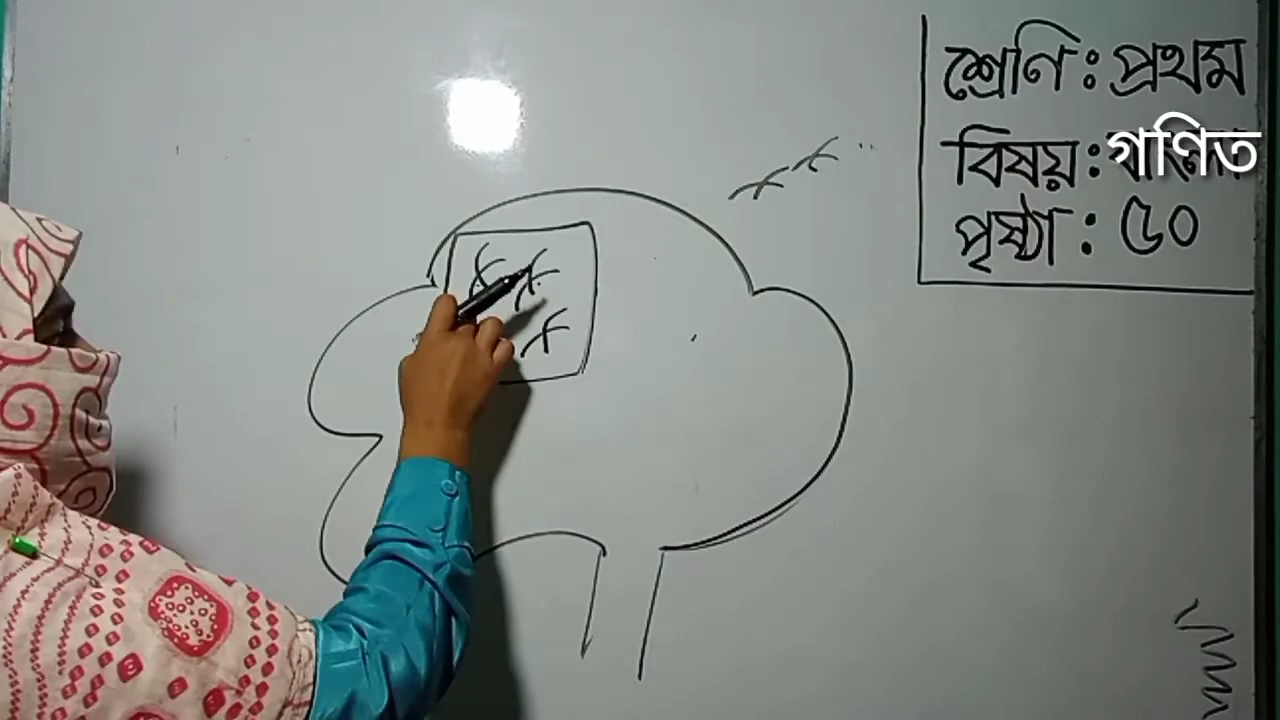 শ্রেণি : প্রথম
বিষয় : গণিত
পৃষ্ঠা : ৫০